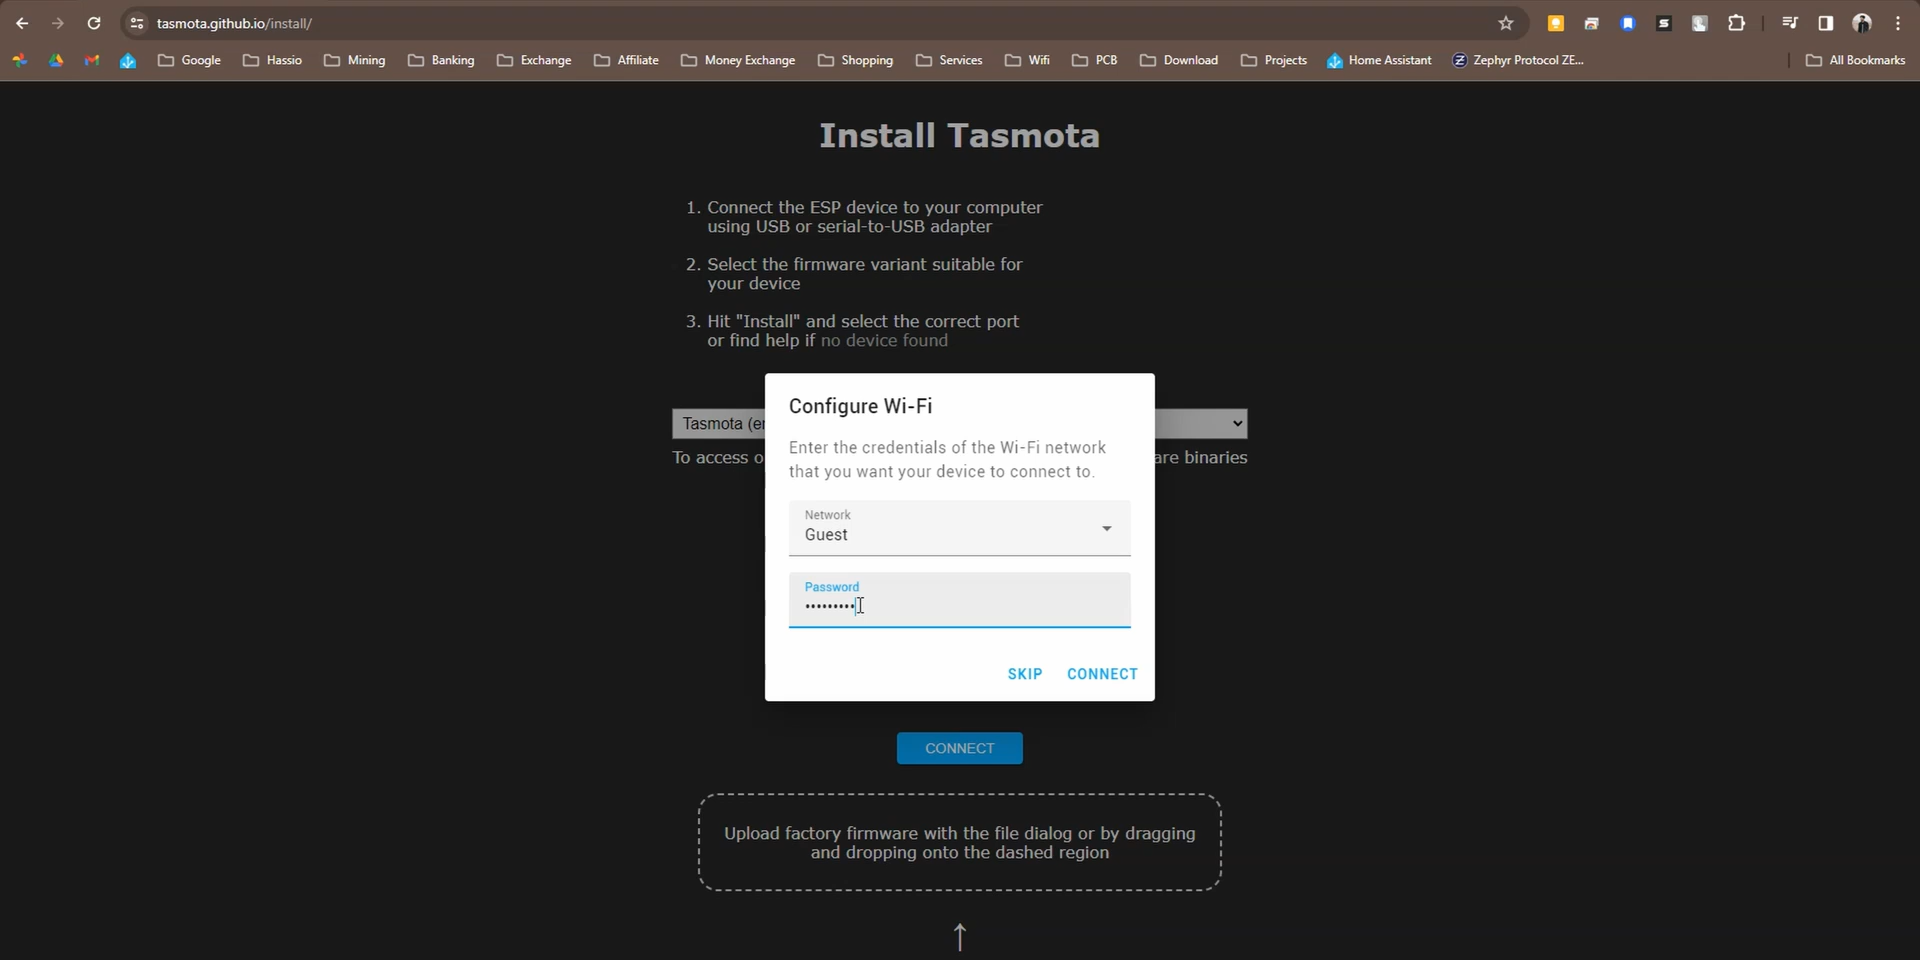 tasmota.github.io/install/
Google Hassio Mining Banking Exchange Affiliate Money Exchange Shopping Services Wifi PCB Download Projects Home Assistant Zephyr Protocol ZE... All Bookmarks
Install Tasmota
1. Connect the ESP device to your computer
using USB or serial-to-USB adapter
2. Select the firmware variant suitable for
your device
3. Hit "Install" and select the correct port
or find help if no device found
Tasmota (en
To access o
are binaries
Configure Wi-Fi
Enter the credentials of the Wi-Fi network
that you want your device to connect to.
Network
Guest
Password
•••••••••
SKIP CONNECT
CONNECT
Upload factory firmware with the file dialog or by dragging
and dropping onto the dashed region
↑